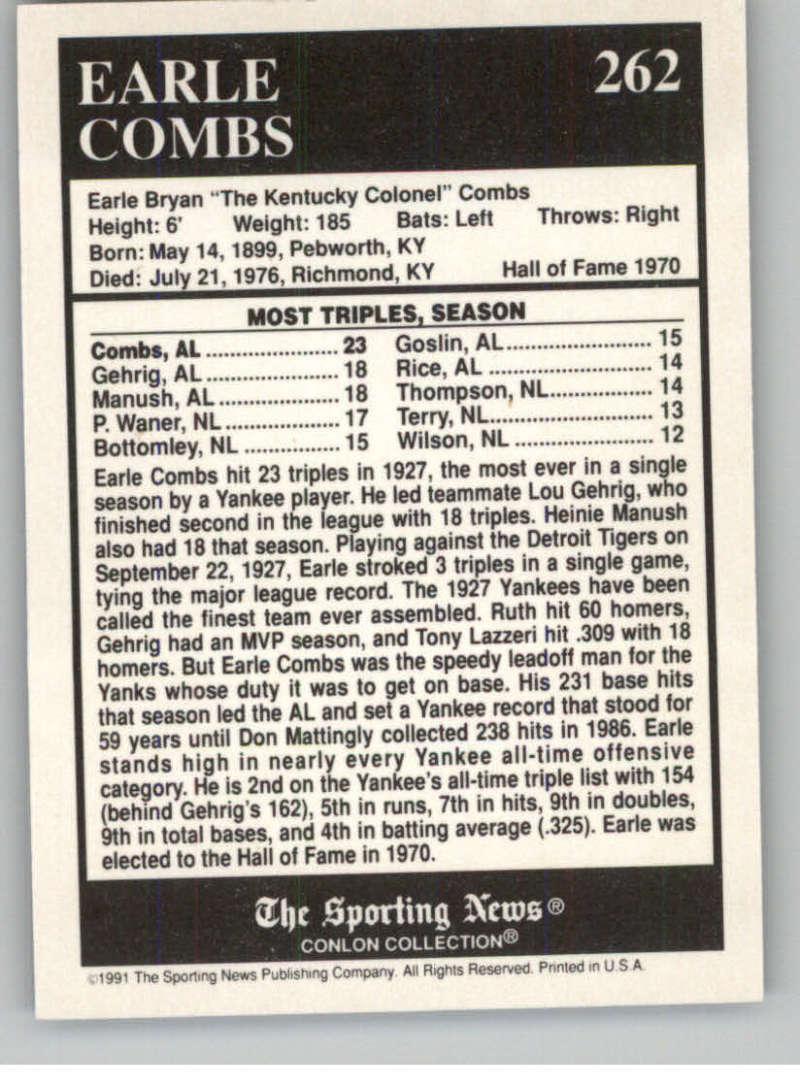 EARLE
COMBS
262
Earle Bryan “The Kentucky Colonel” Combs
Height: 6' Weight: 185 Bats: Left Throws: Right
Born: May 14, 1899, Pebworth, KY
Died: July 21, 1976, Richmond, KY Hall of Fame 1970
MOST TRIPLES, SEASON
Combs, AL ...................... 23 Goslin, AL........................ 15
Gehrig, AL ...................... 18 Rice, AL ........................... 14
Manush, AL .................... 18 Thompson, NL................. 14
P. Waner, NL ................... 17 Terry, NL........................... 13
Bottomley, NL ................ 15 Wilson, NL ....................... 12
Earle Combs hit 23 triples in 1927, the most ever in a single
season by a Yankee player. He led teammate Lou Gehrig, who
finished second in the league with 18 triples. Heinie Manush
also had 18 that season. Playing against the Detroit Tigers on
September 22, 1927, Earle stroked 3 triples in a single game,
tying the major league record. The 1927 Yankees have been
called the finest team ever assembled. Ruth hit 60 homers,
Gehrig had an MVP season, and Tony Lazzeri hit .309 with 18
homers. But Earle Combs was the speedy leadoff man for the
Yanks whose duty it was to get on base. His 231 base hits
that season led the AL and set a Yankee record that stood for
59 years until Don Mattingly collected 238 hits in 1986. Earle
stands high in nearly every Yankee all-time offensive
category. He is 2nd on the Yankee's all-time triple list with 154
(behind Gehrig's 162), 5th in runs, 7th in hits, 9th in doubles,
9th in total bases, and 4th in batting average (.325). Earle was
elected to the Hall of Fame in 1970.
The Sporting News®
CONLON COLLECTION®
©1991 The Sporting News Publishing Company. All Rights Reserved. Printed in U.S.A.